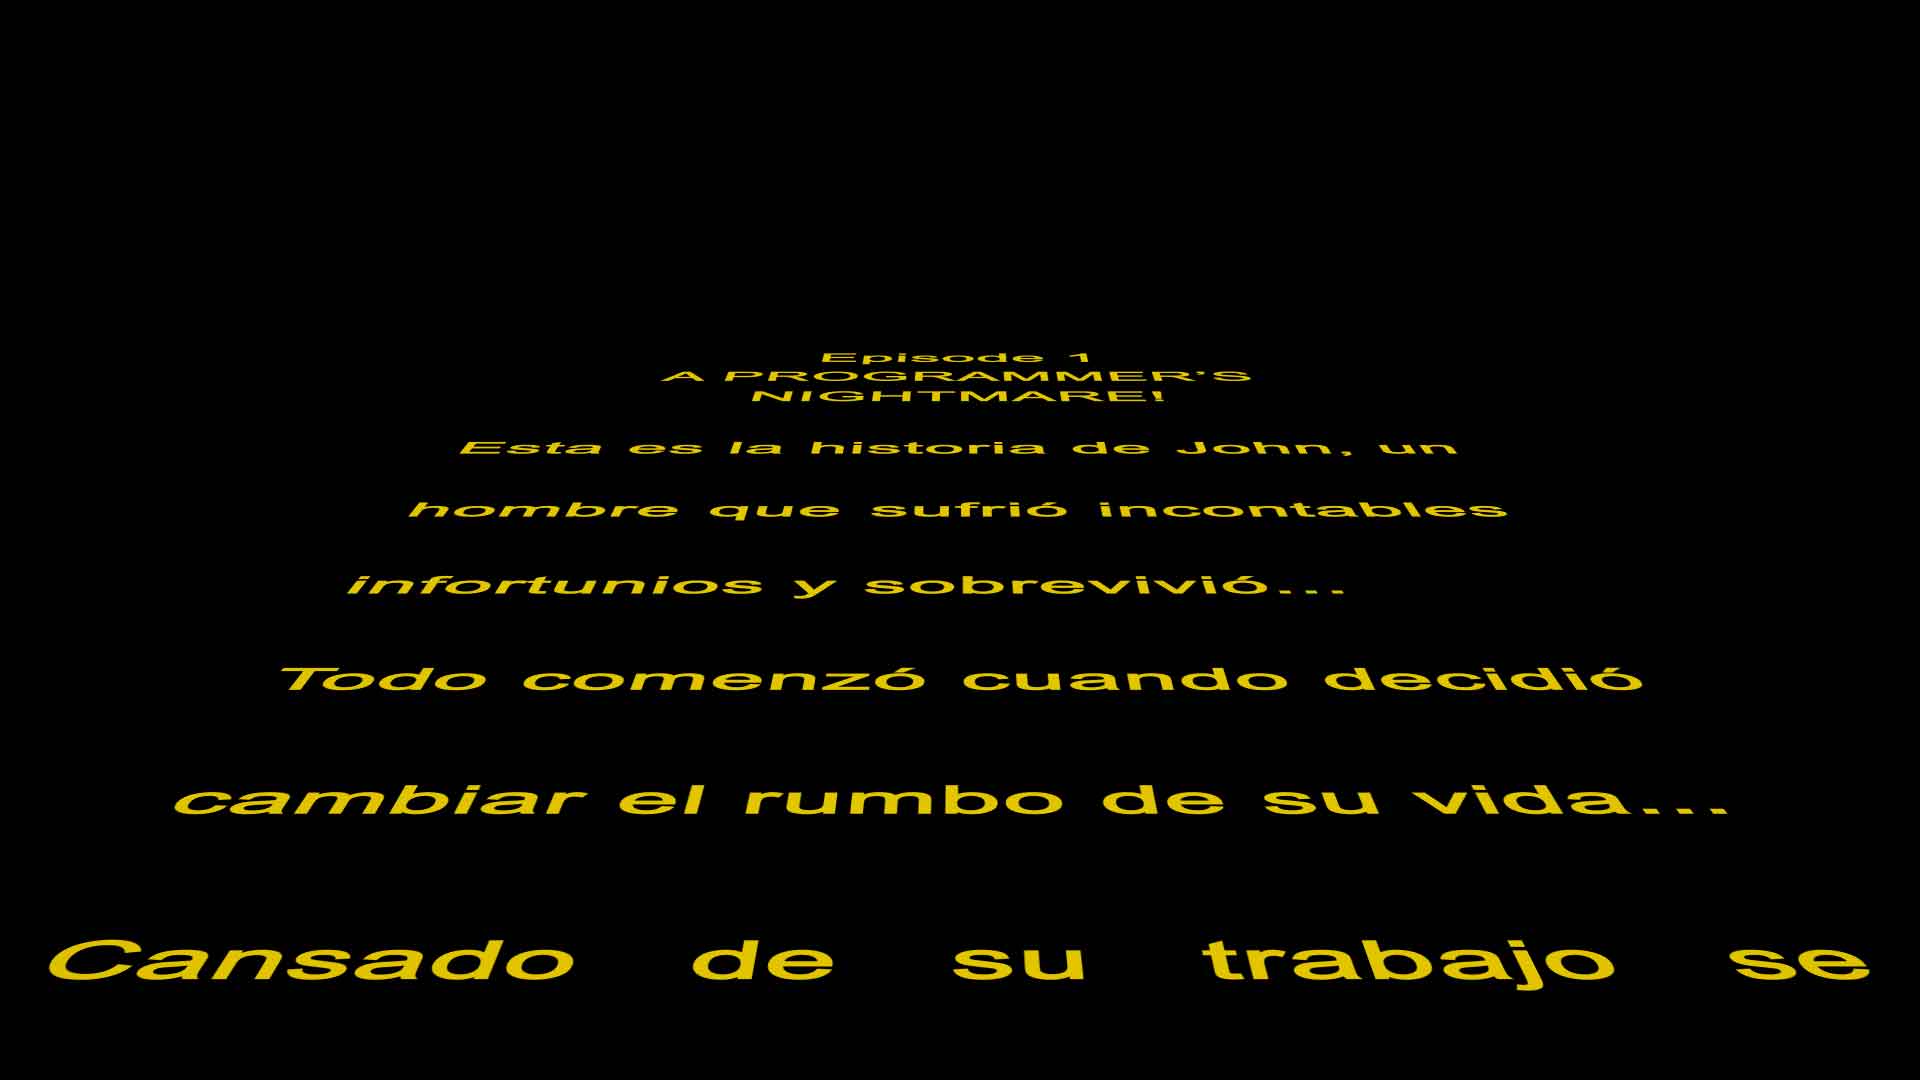 Episode 1
A PROGRAMMER'S
NIGHTMARE!
Esta es la historia de John, un
hombre que sufrió incontables
infortunios y sobrevivió...
Todo comenzó cuando decidió
cambiar el rumbo de su vida...
Cansado de su trabajo se